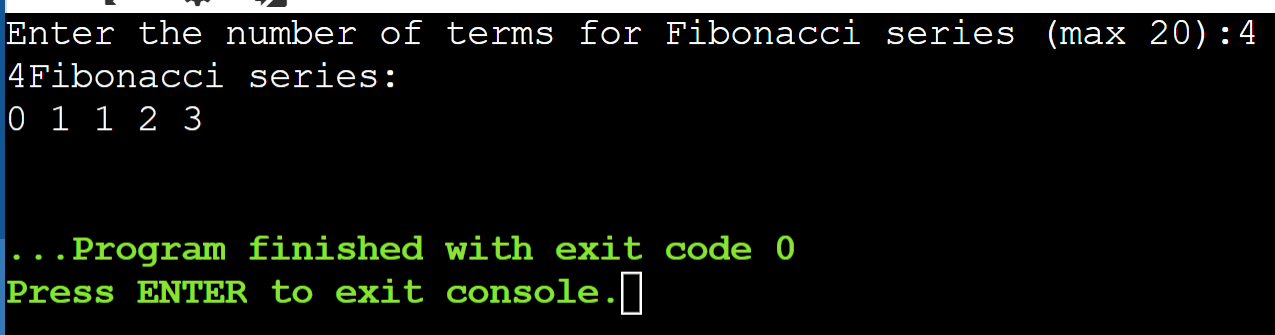 Enter the number of terms for Fibonacci series (max 20):4
4Fibonacci series:
0 1 1 2 3
...Program finished with exit code 0
Press ENTER to exit console.